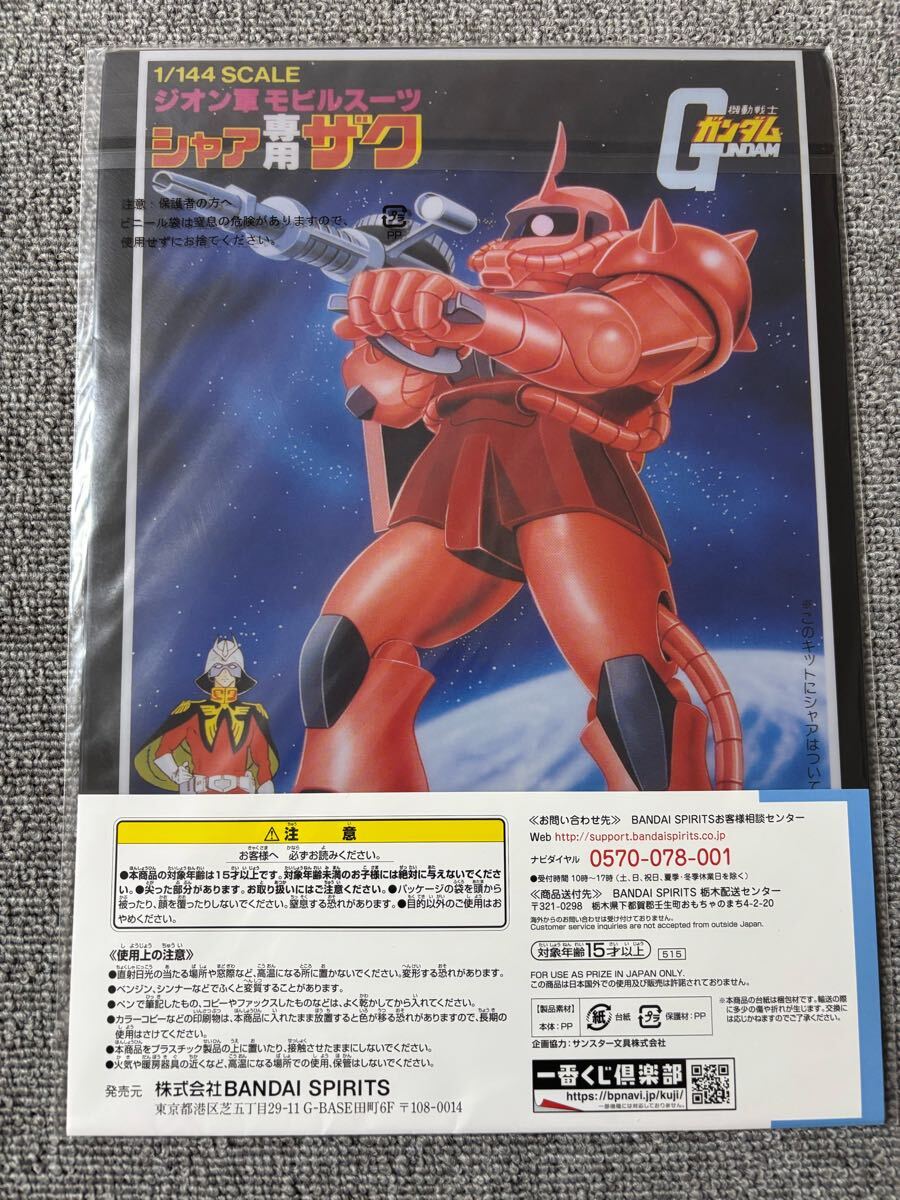 1/144 SCALE
ジオン軍 モビルスーツ
シャア専用ザク
機動戦士
ガンダム
GUNDAM
注意：保護者の方へ
ビニール袋は窒息の危険がありますので、
使用せずにお捨てください。
プラ
PP
※このキットにシャアはついて
⚠注 意
お客様へ 必ずお読みください。
●本商品の対象年齢は15才以上です。対象年齢未満のお子様には絶対に与えないでくださ
い。●尖った部分があります。お取り扱いにはご注意ください。●パッケージの袋を頭から
被ったり、顔を覆ったりしないでください。窒息する恐れがあります。●目的以外のご使用はお
やめください。
《使用上の注意》
●直射日光の当たる場所や窓際など、高温になる所に置かないでください。変形する恐れがあります。
●ベンジン、シンナーなどでふくと変質することがあります。
●ペンで筆記したもの、コピーやファックスしたものなどは、よく乾かしてから入れてください。
●カラーコピーなどの印刷物は、本商品に入れたまま放置すると色が移る恐れがありますので、長期の
使用はさけてください。
●本商品をプラスチック製品の上に置いたり、接触させたままにしないでください。
●火気や暖房器具の近くなど、高温になる場所での使用、保管はしないでください。
発売元 株式会社BANDAI SPIRITS
東京都港区芝五丁目29-11 G-BASE田町6F 〒108-0014
≪お問い合わせ先≫ BANDAI SPIRITSお客様相談センター
Web http://support.bandaispirits.co.jp
ナビダイヤル 0570-078-001
●受付時間 10時～17時（土、日、祝日、夏季・冬季休業日を除く）
≪商品送付先≫ BANDAI SPIRITS 栃木配送センター
〒321-0298 栃木県下都賀郡壬生町おもちゃのまち4-2-20
海外からのお問い合わせは受け付けておりません。
Customer service inquiries are not accepted from outside Japan.
対象年齢15才以上 515
FOR USE AS PRIZE IN JAPAN ONLY.
この商品は日本国外での使用及び販売は許諾されておりません。
【製品素材】
本体：PP
紙 台紙 プラ 保護材：PP
※本商品の台紙は梱包材です。輸送の際
に多少の傷や折れが生じます。交換に
は応じかねますのでご了承ください。
企画協力：サンスター文具株式会社
一番くじ倶楽部
https://bpnavi.jp/kuji/
一部機種にてご利用いただけない場合がございます